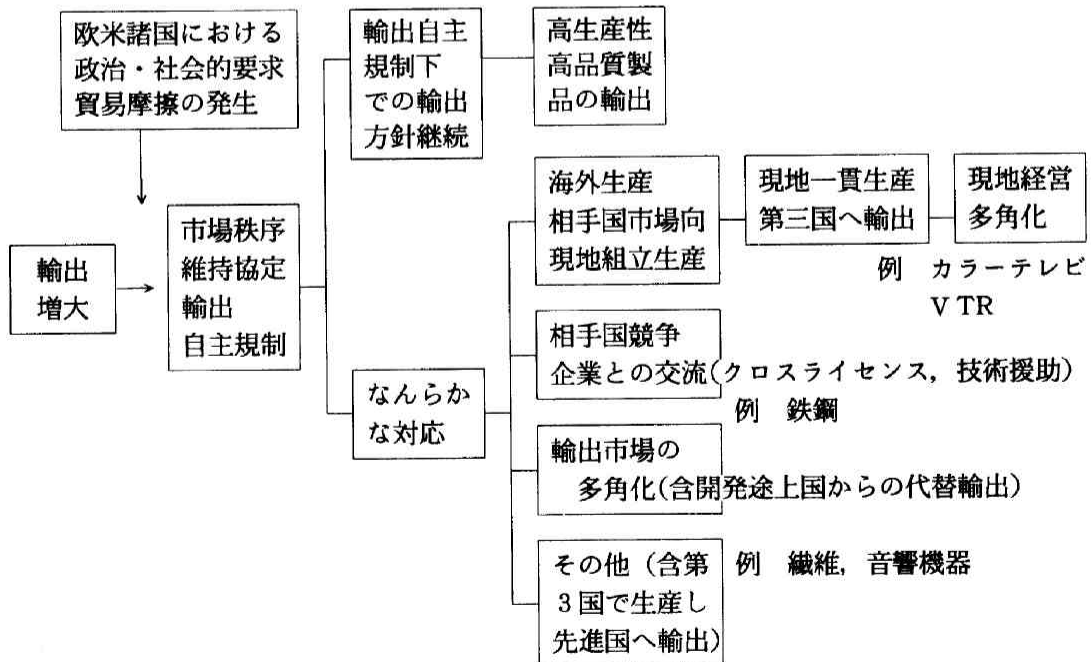 欧米諸国における
政治・社会的要求
貿易摩擦の発生
輸出
増大
市場秩序
維持協定
輸出
自主規制
輸出自主
規制下
での輸出
方針継続
高生産性
高品質製
品の輸出
なんらか
な対応
海外生産
相手国市場向
現地組立生産
現地一貫生産
第三国へ輸出
現地経営
多角化
例 カラーテレビ
VTR
相手国競争
企業との交流(クロスライセンス，技術援助)
例 鉄鋼
輸出市場の
多角化(含開発途上国からの代替輸出)
その他(含第
3国で生産し
先進国へ輸出)
例 繊維，音響機器